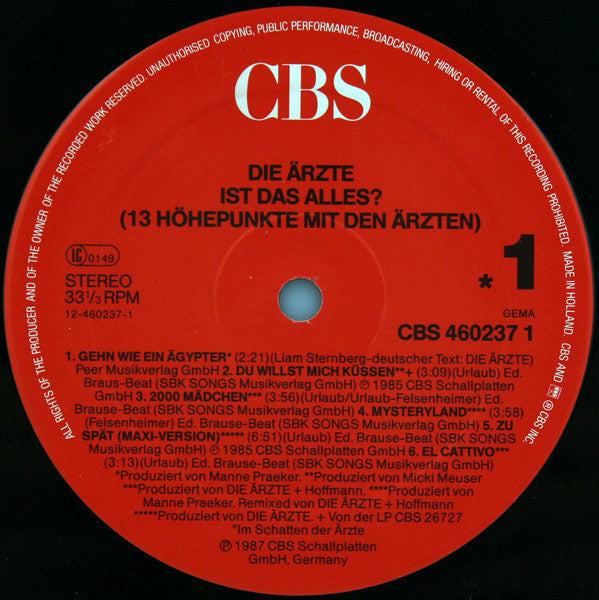 ALL RIGHTS OF THE PRODUCER AND OF THE OWNER OF THE RECORDED WORK RESERVED. UNAUTHORISED COPYING, PUBLIC PERFORMANCE, BROADCASTING, HIRING OR RENTAL OF THIS RECORDING PROHIBITED. MADE IN HOLLAND. CBS AND ® CBS INC.
CBS
DIE ÄRZTE
IST DAS ALLES?
(13 HÖHEPUNKTE MIT DEN ÄRZTEN)
LC 0149
STEREO
33⅓ RPM
12-460237-1
* 1
GEMA
CBS 460237 1
1. GEHN WIE EIN ÄGYPTER* (2:21)(Liam Sternberg-deutscher Text: DIE ÄRZTE)
Peer Musikverlag GmbH 2. DU WILLST MICH KÜSSEN**+ (3:09)(Urlaub) Ed.
Braus-Beat (SBK SONGS Musikverlag GmbH) ℗ 1985 CBS Schallplatten
GmbH 3. 2000 MÄDCHEN*** (3:56)(Urlaub/Urlaub-Felsenheimer) Ed.
Brause-Beat (SBK SONGS Musikverlag GmbH) 4. MYSTERYLAND**** (3:58)
(Felsenheimer) Ed. Brause-Beat (SBK SONGS Musikverlag GmbH) 5. ZU
SPÄT (MAXI-VERSION)***** (6:51)(Urlaub) Ed. Brause-Beat (SBK SONGS
Musikverlag GmbH) ℗ 1985 CBS Schallplatten GmbH 6. EL CATTIVO***
(3:13)(Urlaub) Ed. Brause-Beat (SBK SONGS Musikverlag GmbH)
*Produziert von Manne Praeker. **Produziert von Micki Meuser
***Produziert von DIE ÄRZTE + Hoffmann. ****Produziert von
Manne Praeker. Remixed von DIE ÄRZTE + Hoffmann
*****Produziert von DIE ÄRZTE. + Von der LP CBS 26727
"Im Schatten der Ärzte
℗ 1987 CBS Schallplatten
GmbH, Germany